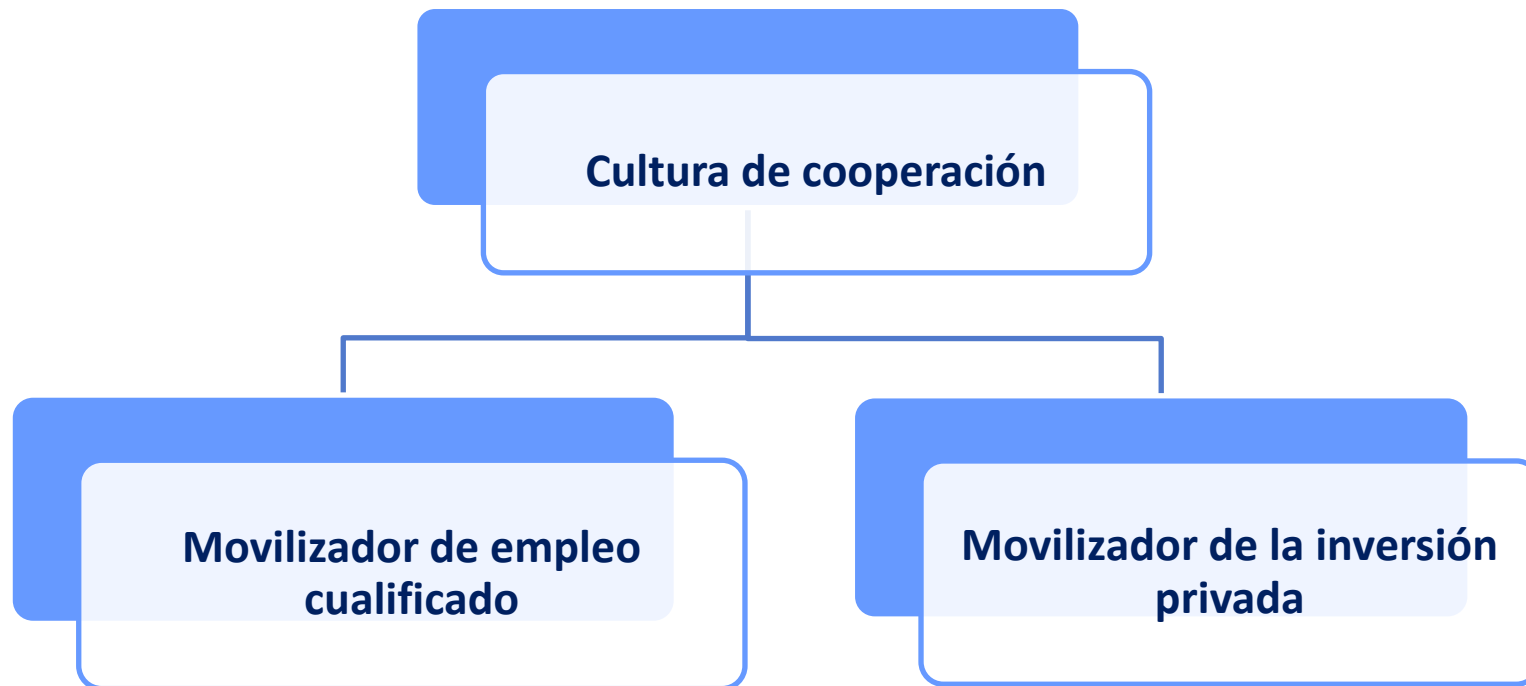 Cultura de cooperación
Movilizador de empleo
cualificado
Movilizador de la inversión
privada